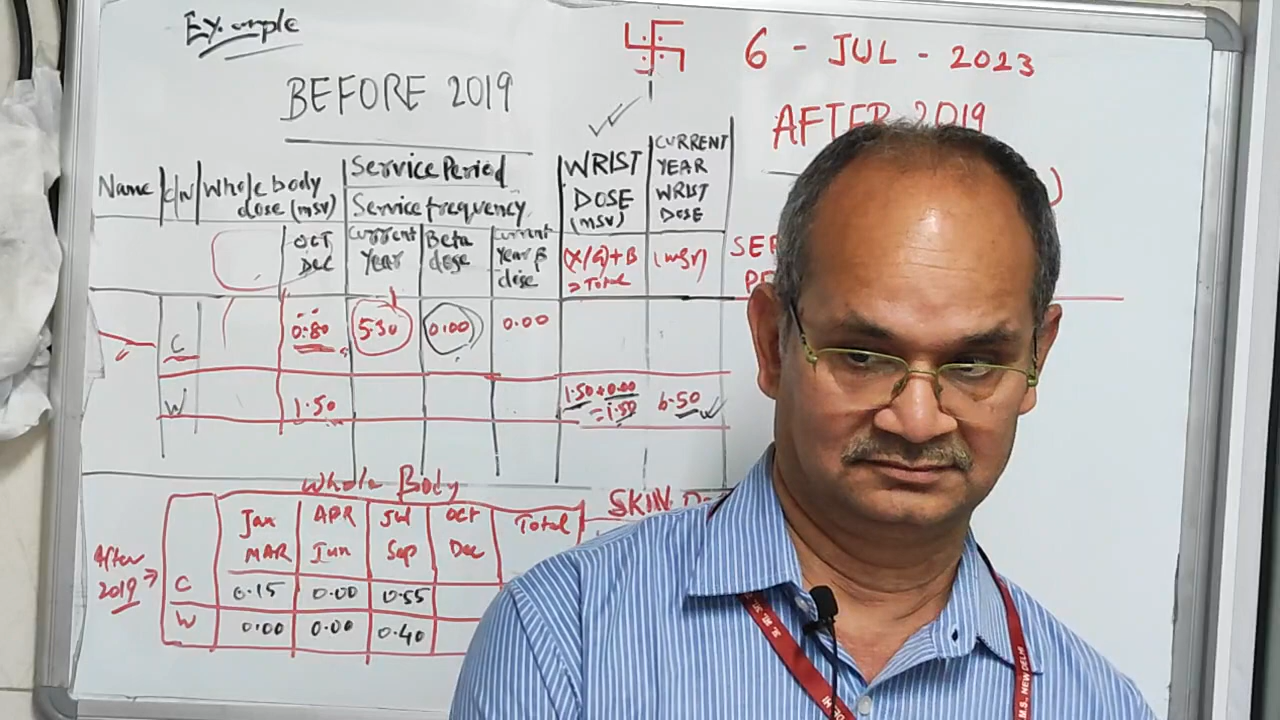 Example
6 - JUL - 2023
BEFORE 2019
AFTER 2019
Name C/W Whole body dose (msv)
Service Period
Service frequency
WRIST DOSE (msv)
CURRENT YEAR WRIST DOSE
OCT DEC
Current Year
Beta dose
Current Year β dose
(X/G)+B = Total
(msv)
C 0.80 5.30 0.00 0.00
W 1.50 1.50+0.00 = 1.50 6.50
Whole Body
SKIN
After 2019
Jan MAR APR Jun Jul Sep OCT Dec Total
C 0.15 0.00 0.55
W 0.00 0.00 0.40
M.S., NEW DELHI